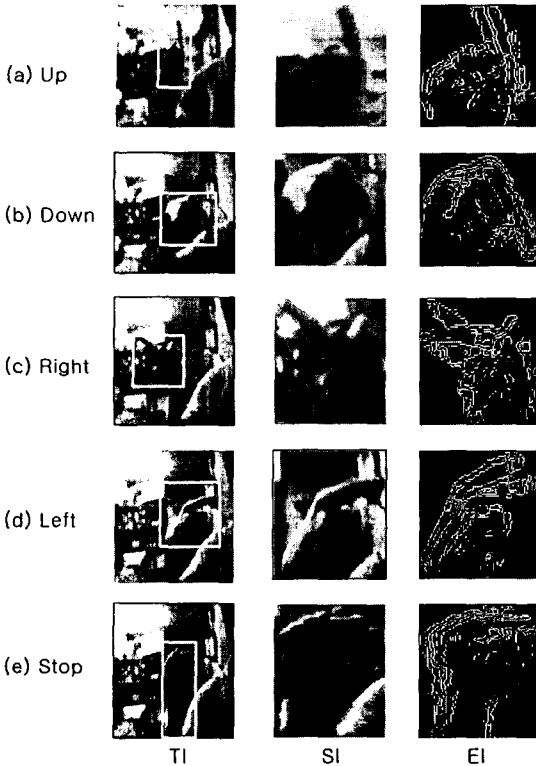 (a) Up
(b) Down
(c) Right
(d) Left
(e) Stop
TI SI EI